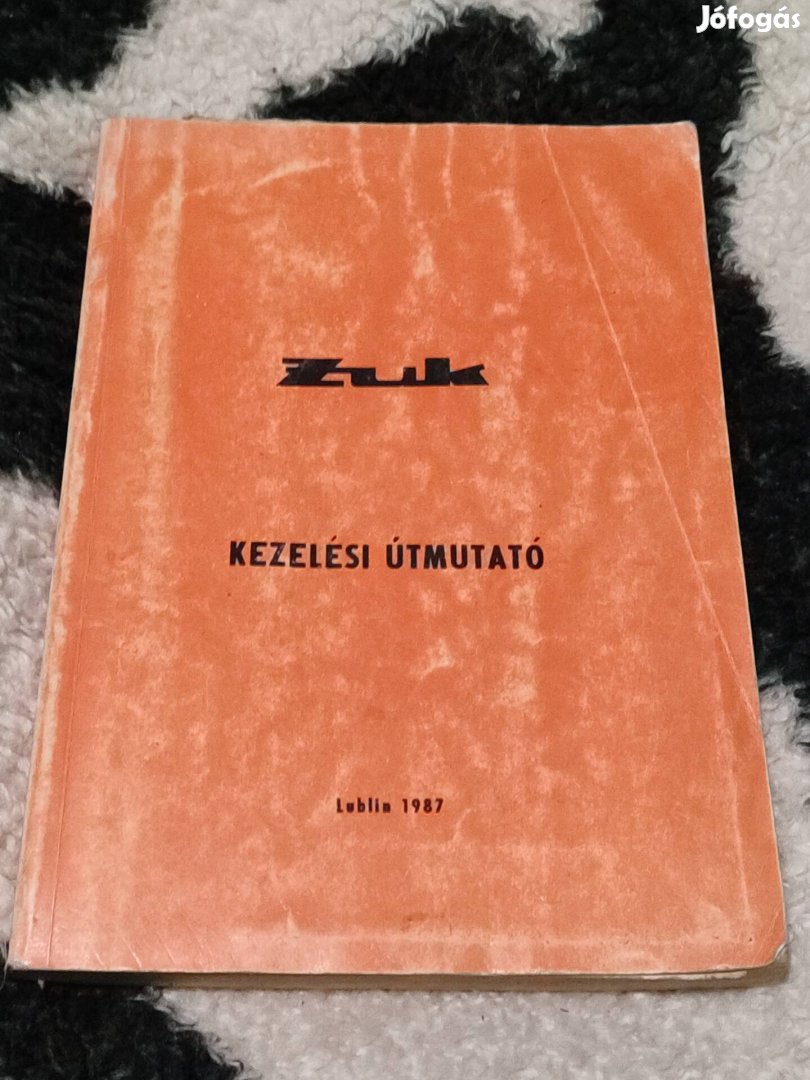 Jófogás
Żuk
KEZELÉSI ÚTMUTATÓ
Lublin 1987